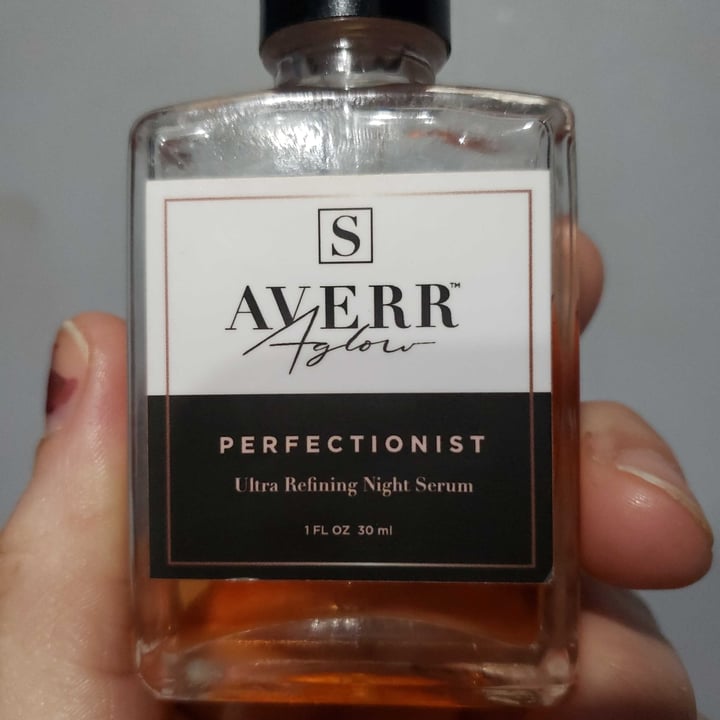 S
AVERR™
Aglow
PERFECTIONIST
Ultra Refining Night Serum
1 FL OZ 30 ml